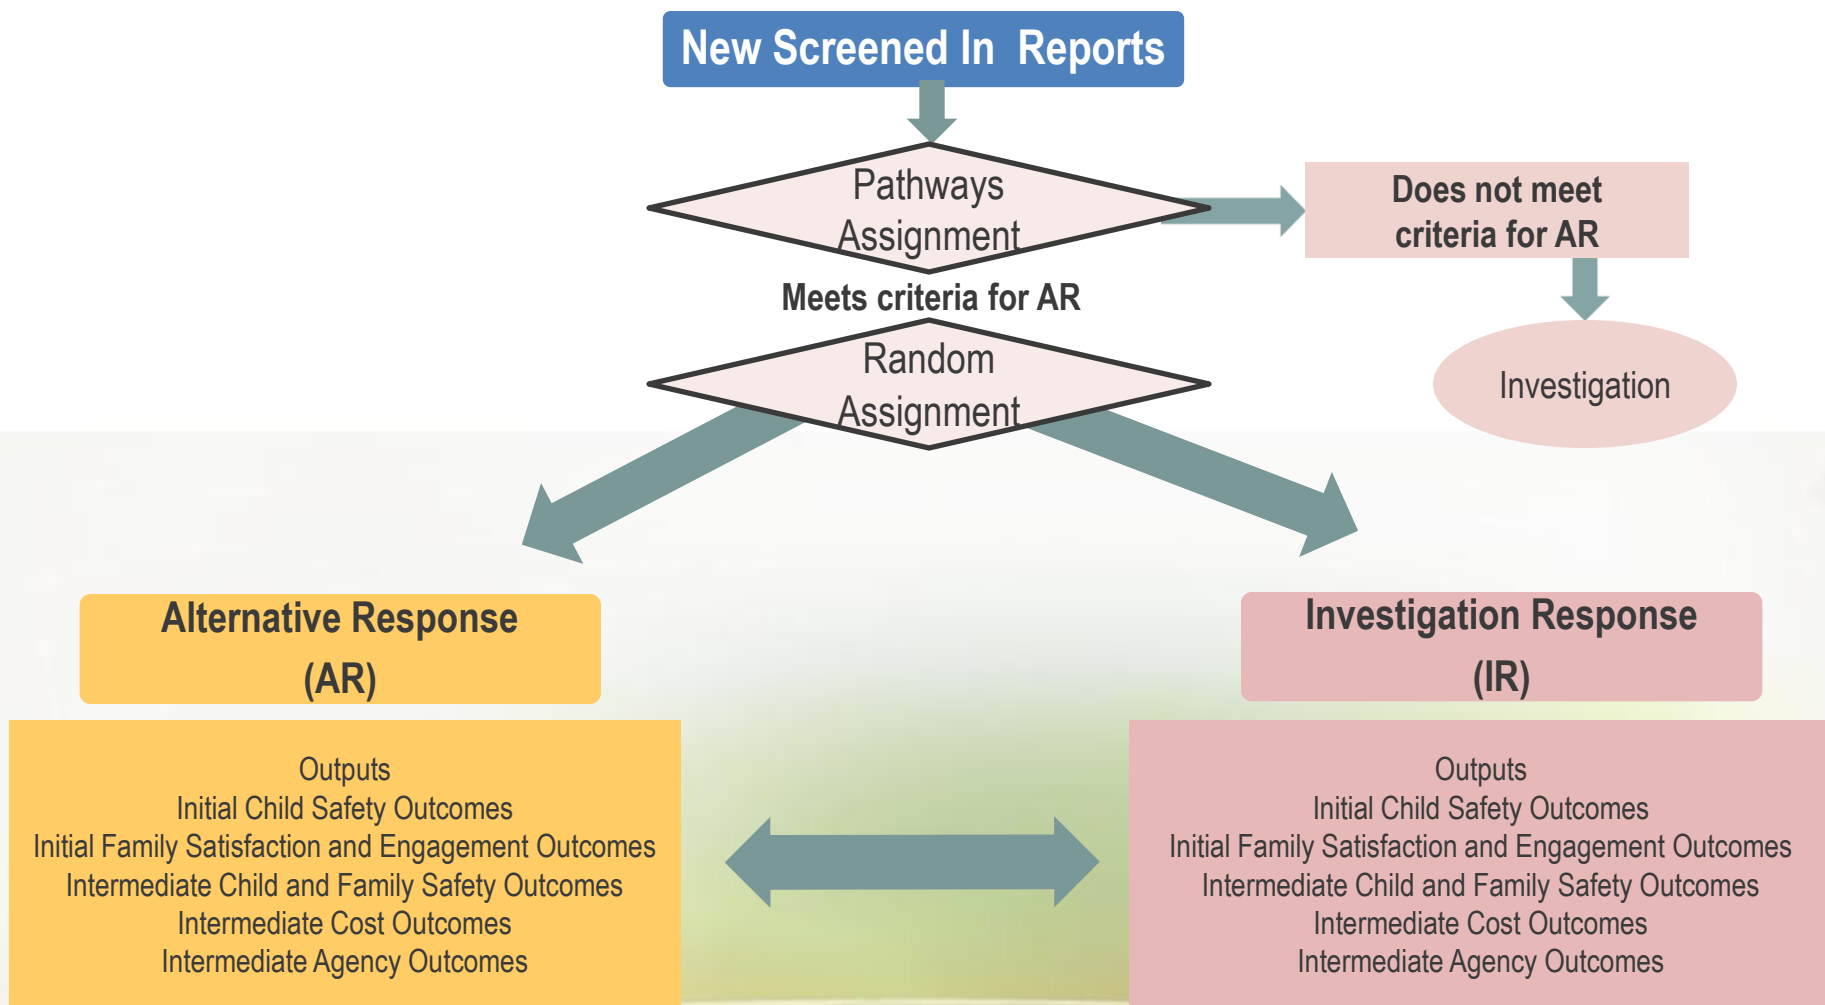 New Screened In Reports
Pathways
Assignment
Does not meet
criteria for AR
Meets criteria for AR
Random
Assignment
Investigation
Alternative Response
(AR)
Investigation Response
(IR)
Outputs
Initial Child Safety Outcomes
Initial Family Satisfaction and Engagement Outcomes
Intermediate Child and Family Safety Outcomes
Intermediate Cost Outcomes
Intermediate Agency Outcomes
Outputs
Initial Child Safety Outcomes
Initial Family Satisfaction and Engagement Outcomes
Intermediate Child and Family Safety Outcomes
Intermediate Cost Outcomes
Intermediate Agency Outcomes